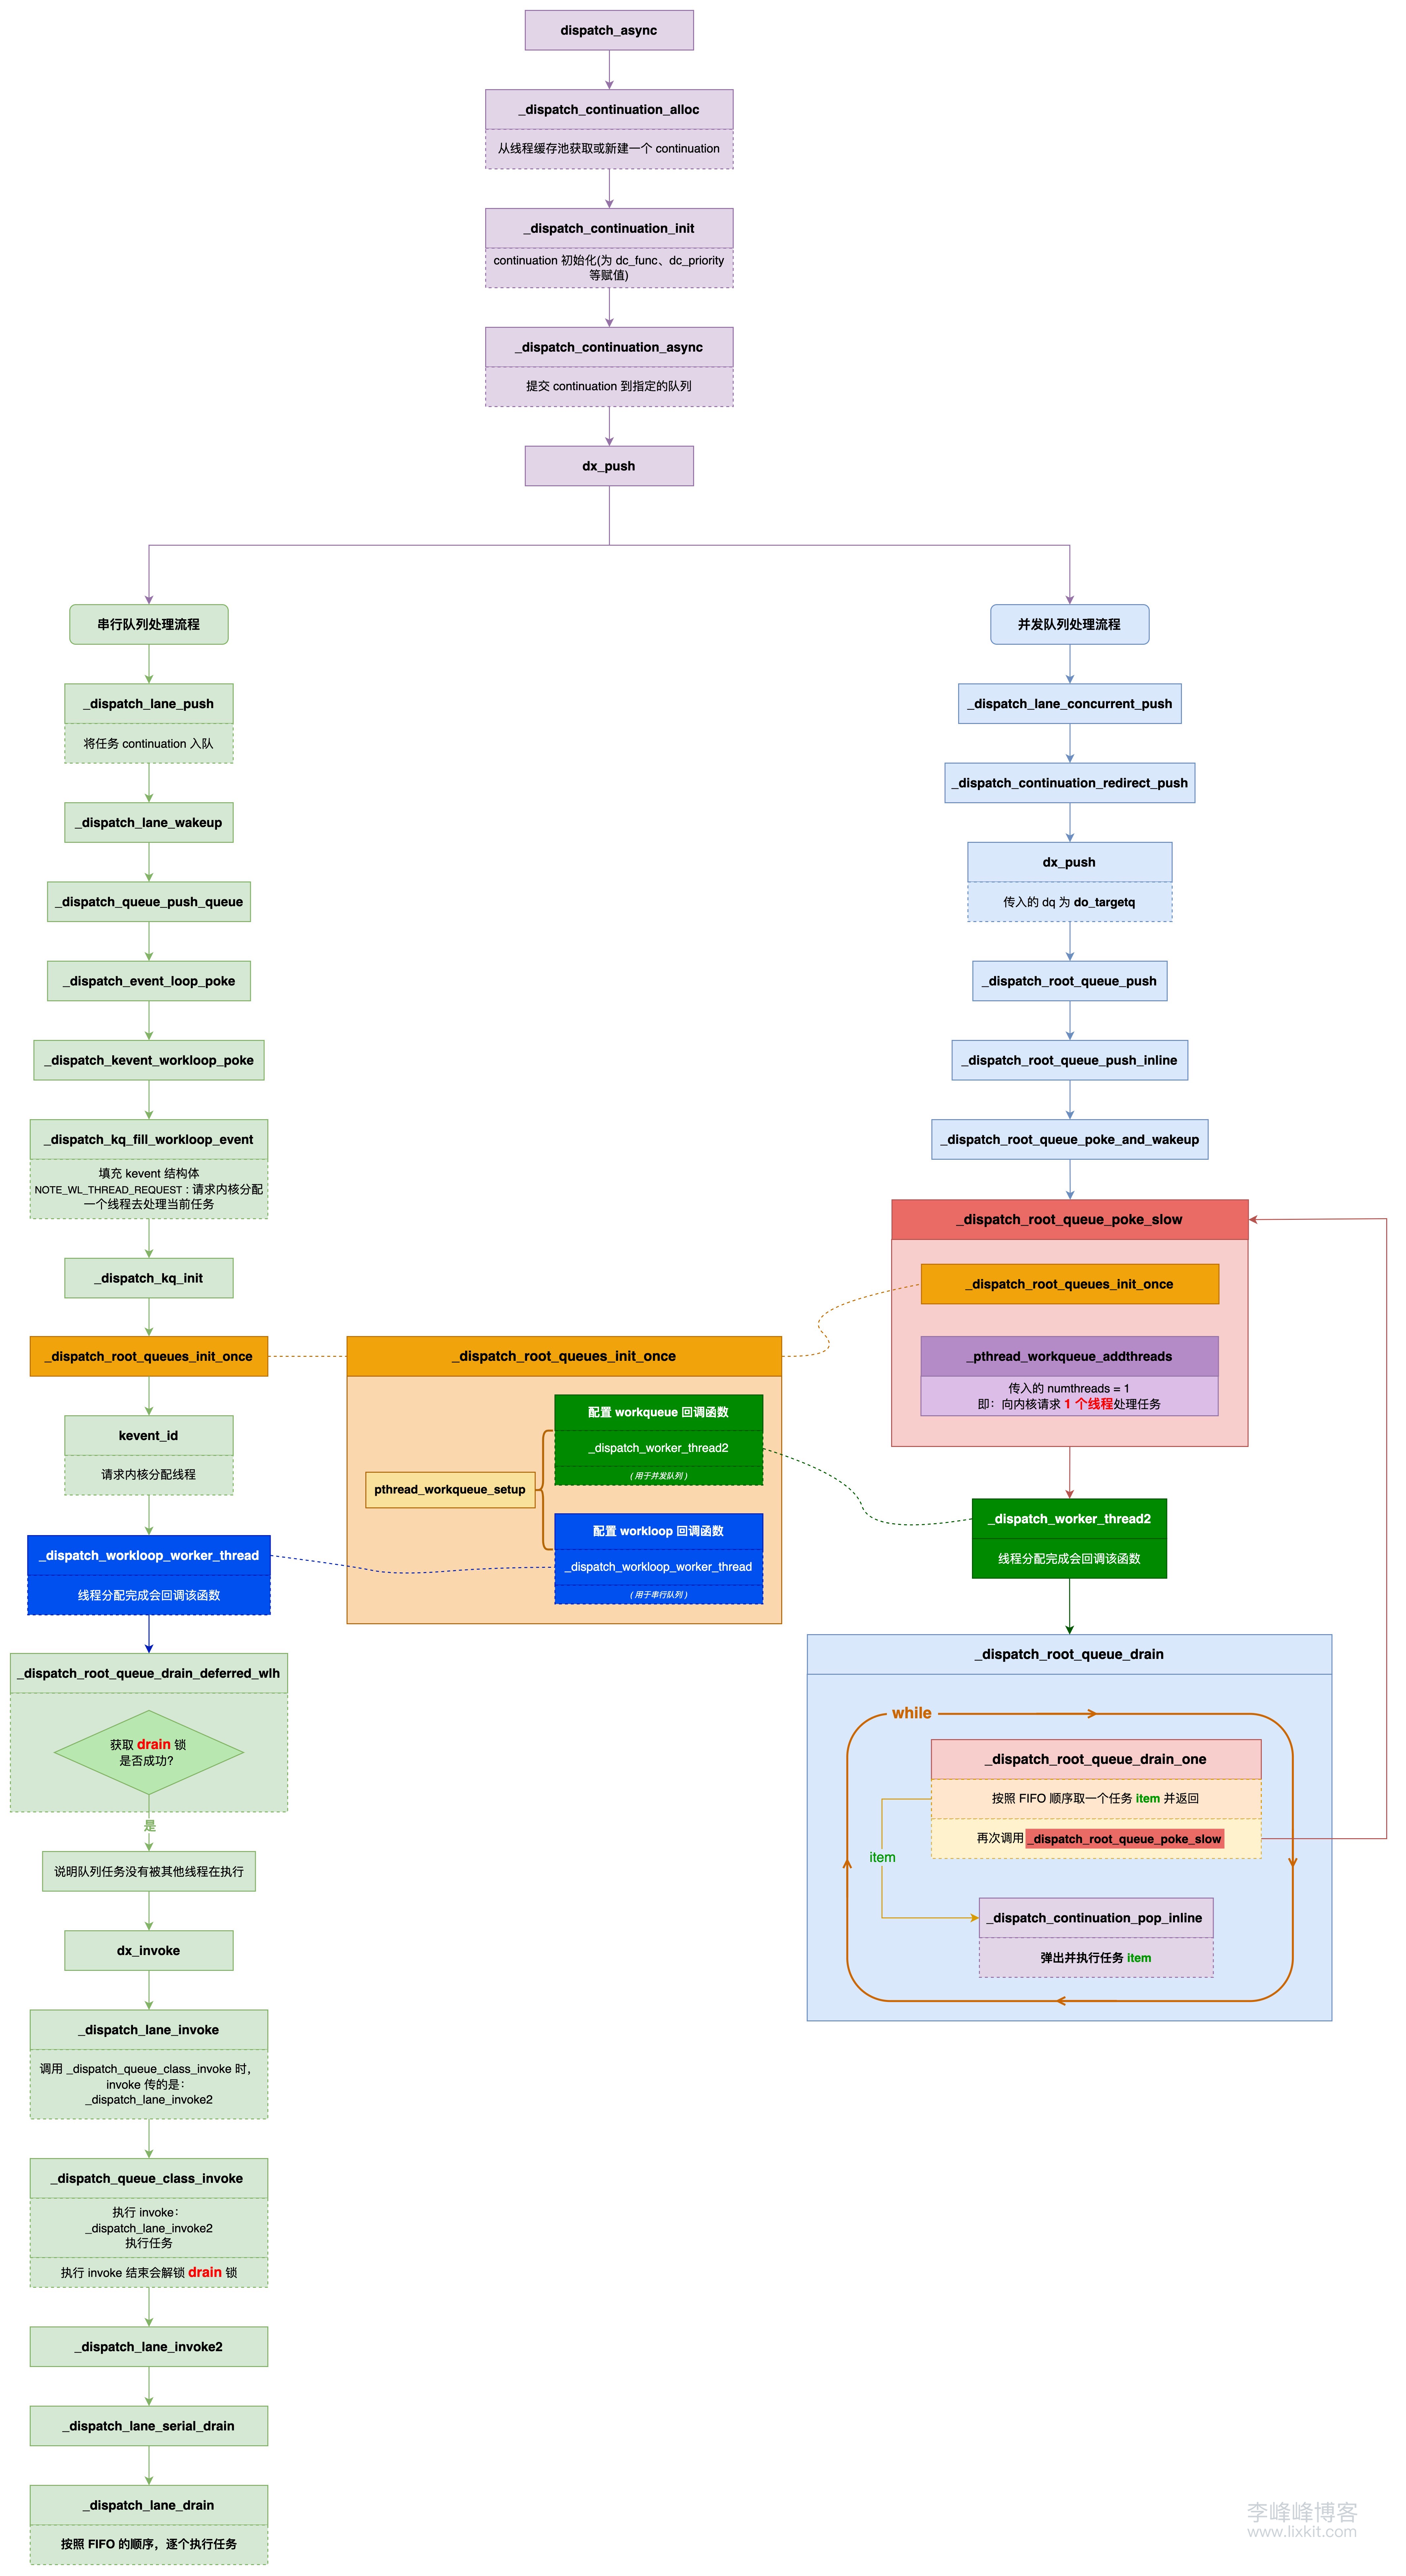 dispatch_async
_dispatch_continuation_alloc
从线程缓存池获取或新建一个 continuation
_dispatch_continuation_init
continuation 初始化(为 dc_func、dc_priority
等赋值)
_dispatch_continuation_async
提交 continuation 到指定的队列
dx_push
串行队列处理流程
_dispatch_lane_push
将任务 continuation 入队
_dispatch_lane_wakeup
_dispatch_queue_push_queue
_dispatch_event_loop_poke
_dispatch_kevent_workloop_poke
_dispatch_kq_fill_workloop_event
填充 kevent 结构体
NOTE_WL_THREAD_REQUEST : 请求内核分配
一个线程去处理当前任务
_dispatch_kq_init
_dispatch_root_queues_init_once
kevent_id
请求内核分配线程
_dispatch_workloop_worker_thread
线程分配完成会回调该函数
_dispatch_root_queue_drain_deferred_wlh
获取 drain 锁
是否成功?
是
说明队列任务没有被其他线程在执行
dx_invoke
_dispatch_lane_invoke
调用 _dispatch_queue_class_invoke 时，
invoke 传的是：
_dispatch_lane_invoke2
_dispatch_queue_class_invoke
执行 invoke：
_dispatch_lane_invoke2
执行任务
执行 invoke 结束会解锁 drain 锁
_dispatch_lane_invoke2
_dispatch_lane_serial_drain
_dispatch_lane_drain
按照 FIFO 的顺序，逐个执行任务
_dispatch_root_queues_init_once
pthread_workqueue_setup
配置 workqueue 回调函数
_dispatch_worker_thread2
( 用于并发队列 )
配置 workloop 回调函数
_dispatch_workloop_worker_thread
( 用于串行队列 )
并发队列处理流程
_dispatch_lane_concurrent_push
_dispatch_continuation_redirect_push
dx_push
传入的 dq 为 do_targetq
_dispatch_root_queue_push
_dispatch_root_queue_push_inline
_dispatch_root_queue_poke_and_wakeup
_dispatch_root_queue_poke_slow
_dispatch_root_queues_init_once
_pthread_workqueue_addthreads
传入的 numthreads = 1
即：向内核请求 1 个线程处理任务
_dispatch_worker_thread2
线程分配完成会回调该函数
_dispatch_root_queue_drain
while
_dispatch_root_queue_drain_one
按照 FIFO 顺序取一个任务 item 并返回
再次调用 _dispatch_root_queue_poke_slow
item
_dispatch_continuation_pop_inline
弹出并执行任务 item
李峰峰博客
www.lixkit.com